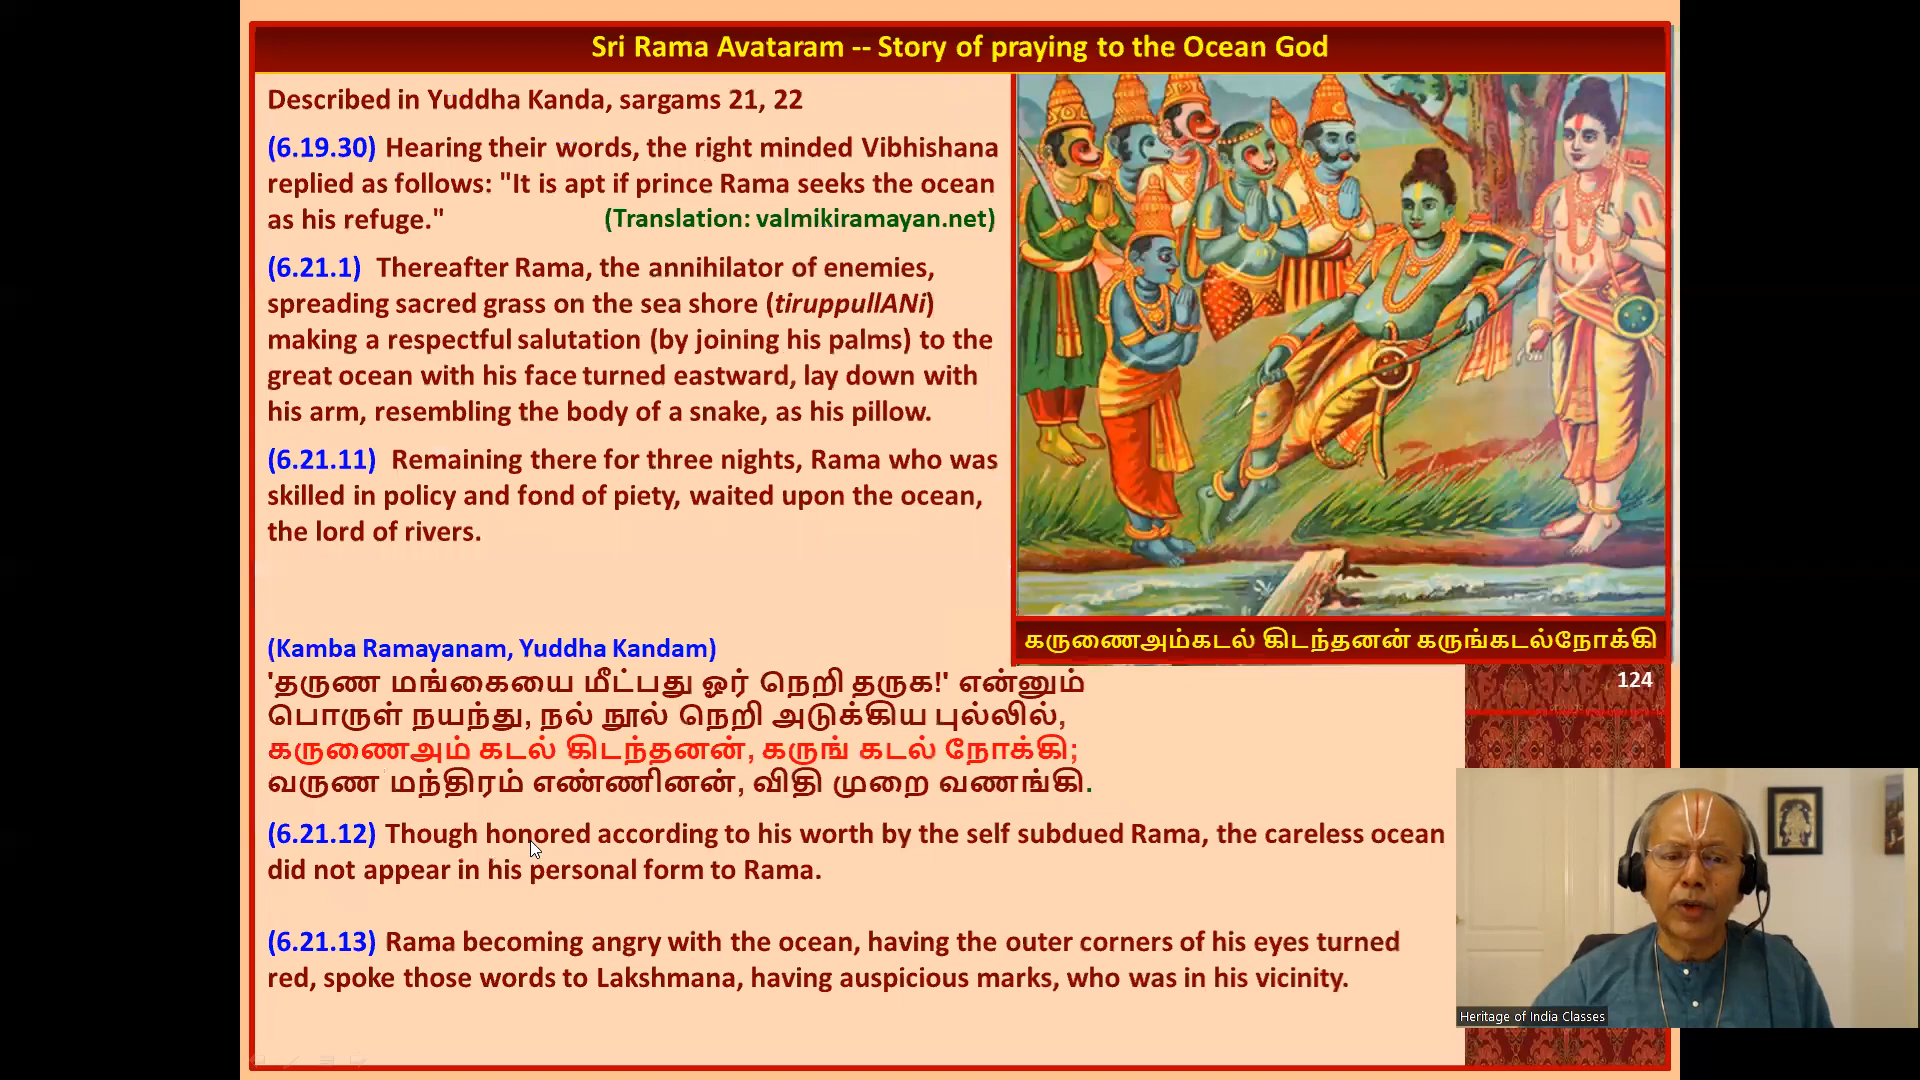 Sri Rama Avataram -- Story of praying to the Ocean God
Described in Yuddha Kanda, sargams 21, 22
(6.19.30) Hearing their words, the right minded Vibhishana
replied as follows: "It is apt if prince Rama seeks the ocean
as his refuge." (Translation: valmikiramayan.net)
(6.21.1) Thereafter Rama, the annihilator of enemies,
spreading sacred grass on the sea shore (tiruppullANi)
making a respectful salutation (by joining his palms) to the
great ocean with his face turned eastward, lay down with
his arm, resembling the body of a snake, as his pillow.
(6.21.11) Remaining there for three nights, Rama who was
skilled in policy and fond of piety, waited upon the ocean,
the lord of rivers.
கருணைஅம்கடல் கிடந்தனன் கருங்கடல்நோக்கி
124
(Kamba Ramayanam, Yuddha Kandam)
'தருண மங்கையை மீட்பது ஓர் நெறி தருக!' என்னும்
பொருள் நயந்து, நல் நூல் நெறி அடுக்கிய புல்லில்,
கருணைஅம் கடல் கிடந்தனன், கருங் கடல் நோக்கி;
வருண மந்திரம் எண்ணினன், விதி முறை வணங்கி.
(6.21.12) Though honored according to his worth by the self subdued Rama, the careless ocean
did not appear in his personal form to Rama.
(6.21.13) Rama becoming angry with the ocean, having the outer corners of his eyes turned
red, spoke those words to Lakshmana, having auspicious marks, who was in his vicinity.
Heritage of India Classes